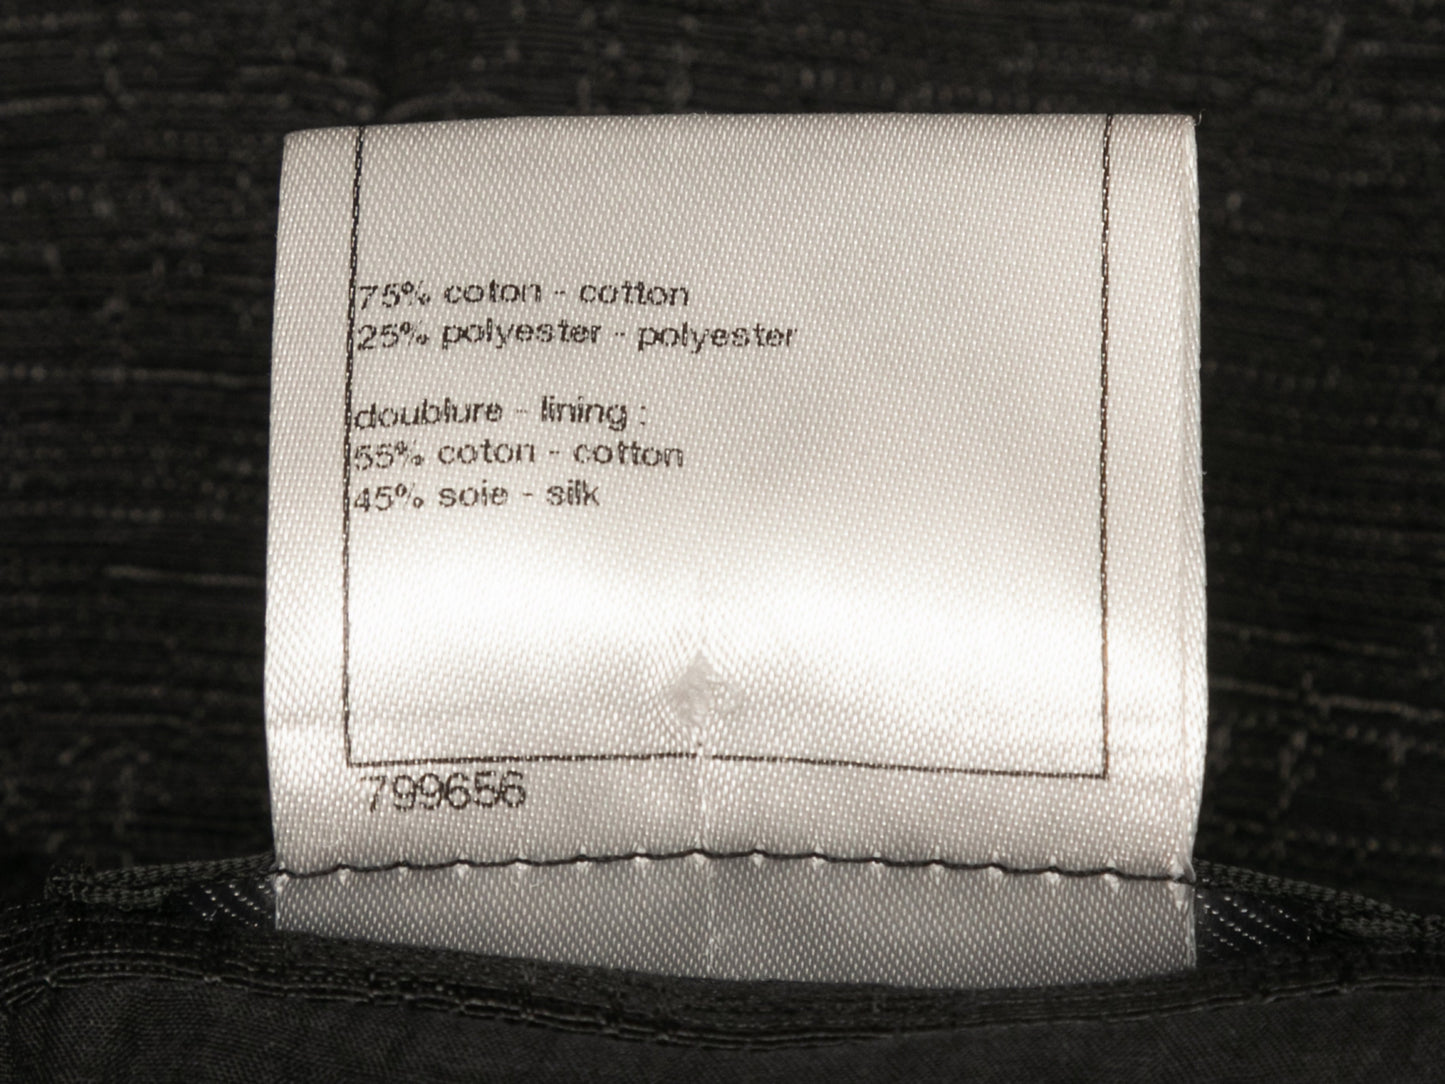 75% coton - cotton
25% polyester - polyester
doublure - lining :
55% coton - cotton
45% soie - silk
799656